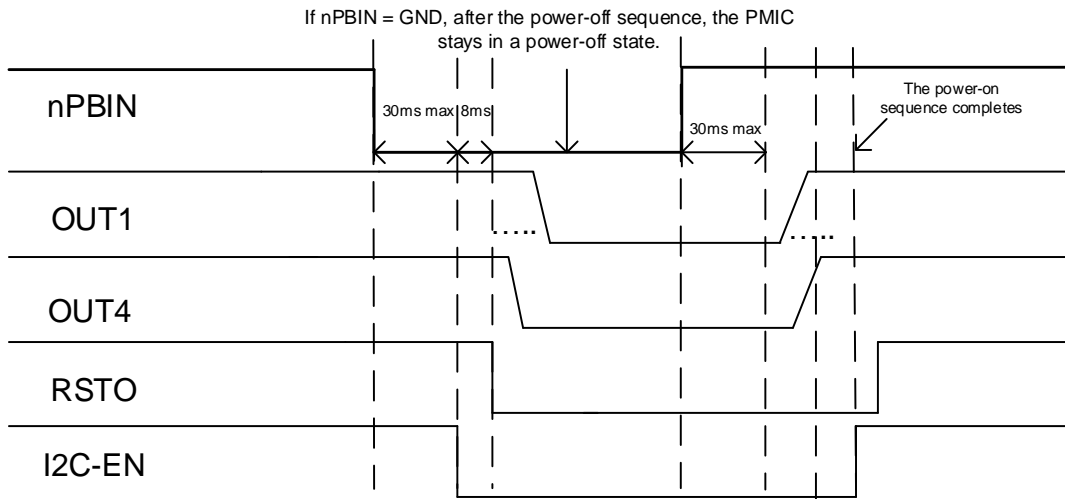 If nPBIN = GND, after the power-off sequence, the PMIC
stays in a power-off state.
nPBIN
30ms max
8ms
30ms max
The power-on
sequence completes
OUT1
.....
.....
OUT4
RSTO
I2C-EN